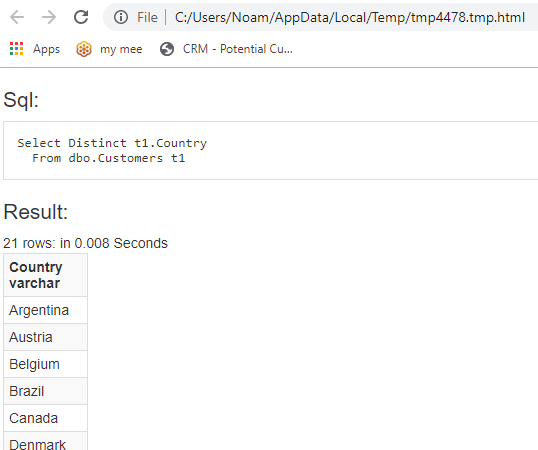 File C:/Users/Noam/AppData/Local/Temp/tmp4478.tmp.html
Apps my mee CRM - Potential Cu...
Sql:
Select Distinct t1.Country
From dbo.Customers t1
Result:
21 rows: in 0.008 Seconds
Country
varchar
Argentina
Austria
Belgium
Brazil
Canada
Denmark